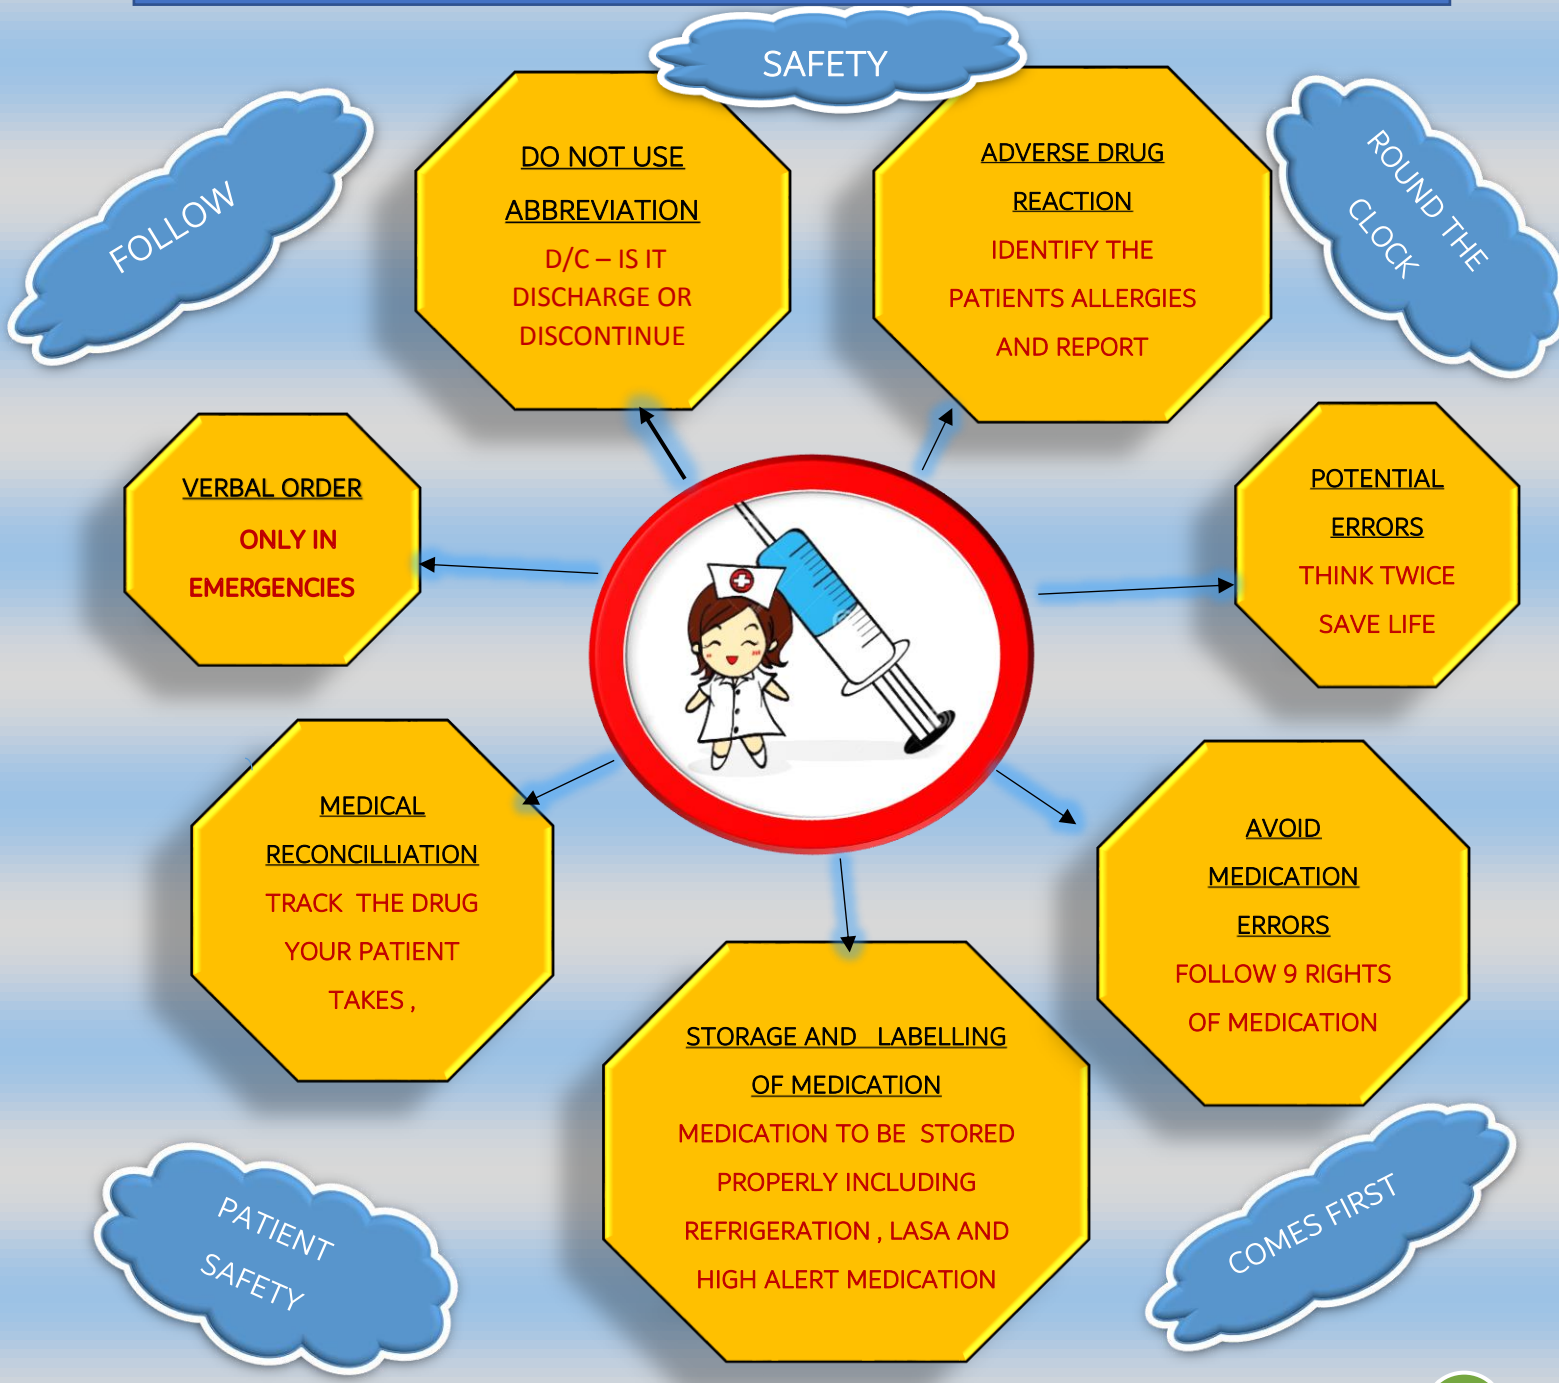 SAFETY
FOLLOW
ROUND THE
CLOCK
DO NOT USE
ABBREVIATION
D/C – IS IT
DISCHARGE OR
DISCONTINUE
ADVERSE DRUG
REACTION
IDENTIFY THE
PATIENTS ALLERGIES
AND REPORT
VERBAL ORDER
ONLY IN
EMERGENCIES
POTENTIAL
ERRORS
THINK TWICE
SAVE LIFE
MEDICAL
RECONCILLIATION
TRACK THE DRUG
YOUR PATIENT
TAKES ,
AVOID
MEDICATION
ERRORS
FOLLOW 9 RIGHTS
OF MEDICATION
STORAGE AND LABELLING
OF MEDICATION
MEDICATION TO BE STORED
PROPERLY INCLUDING
REFRIGERATION , LASA AND
HIGH ALERT MEDICATION
PATIENT
SAFETY
COMES FIRST